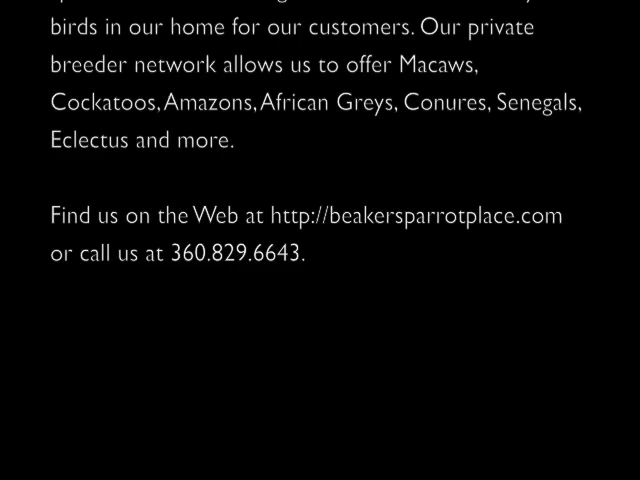 birds in our home for our customers. Our private
breeder network allows us to offer Macaws,
Cockatoos, Amazons, African Greys, Conures, Senegals,
Eclectus and more.
Find us on the Web at http://beakersparrotplace.com
or call us at 360.829.6643.